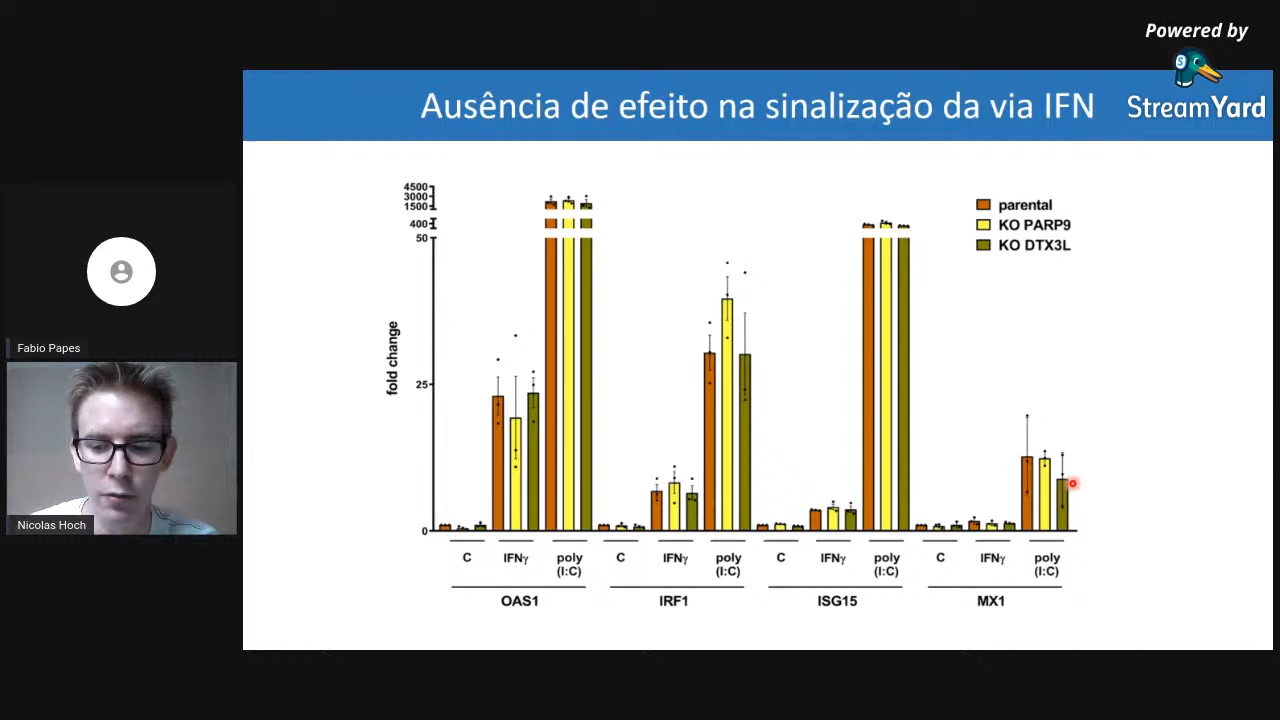 Powered by
StreamYard
Ausência de efeito na sinalização da via IFN
4500
3000
1500
400
50
25
0
fold change
parental
KO PARP9
KO DTX3L
C IFNγ poly (I:C) C IFNγ poly (I:C) C IFNγ poly (I:C) C IFNγ poly (I:C)
OAS1 IRF1 ISG15 MX1
Fabio Papes
Nicolas Hoch